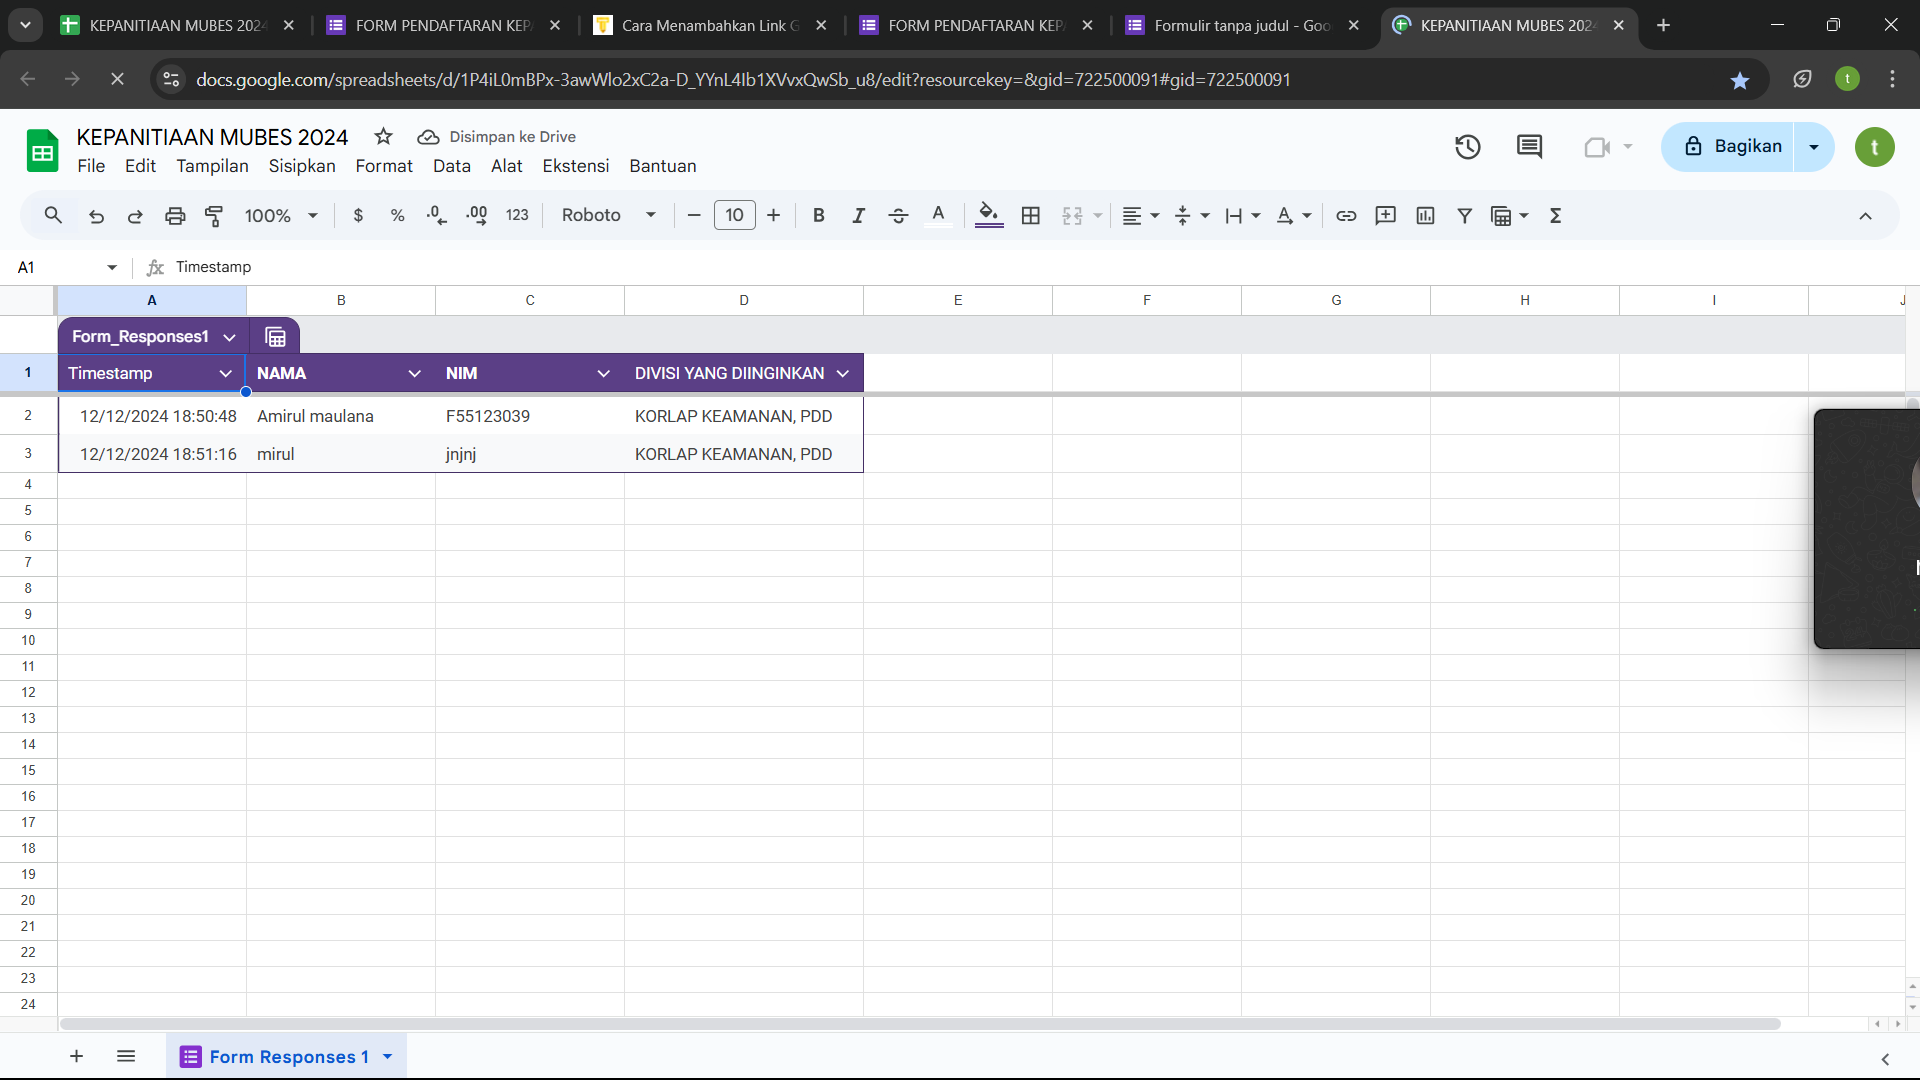 KEPANITIAAN MUBES 2024
FORM PENDAFTARAN KEP
Cara Menambahkan Link G
FORM PENDAFTARAN KEP
Formulir tanpa judul - Goo
KEPANITIAAN MUBES 202
docs.google.com/spreadsheets/d/1P4iL0mBPx-3awWlo2xC2a-D_YYnL4Ib1XVvxQwSb_u8/edit?resourcekey=&gid=722500091#gid=722500091
t
KEPANITIAAN MUBES 2024
Disimpan ke Drive
File Edit Tampilan Sisipkan Format Data Alat Ekstensi Bantuan
Bagikan
t
100% $ % .0 .00 123 Roboto 10 B I A
A1 fx Timestamp
A B C D E F G H I J
Form_Responses1
1 Timestamp NAMA NIM DIVISI YANG DIINGINKAN
2 12/12/2024 18:50:48 Amirul maulana F55123039 KORLAP KEAMANAN, PDD
3 12/12/2024 18:51:16 mirul jnjnj KORLAP KEAMANAN, PDD
4
5
6
7
8
9
10
11
12
13
14
15
16
17
18
19
20
21
22
23
24
Form Responses 1